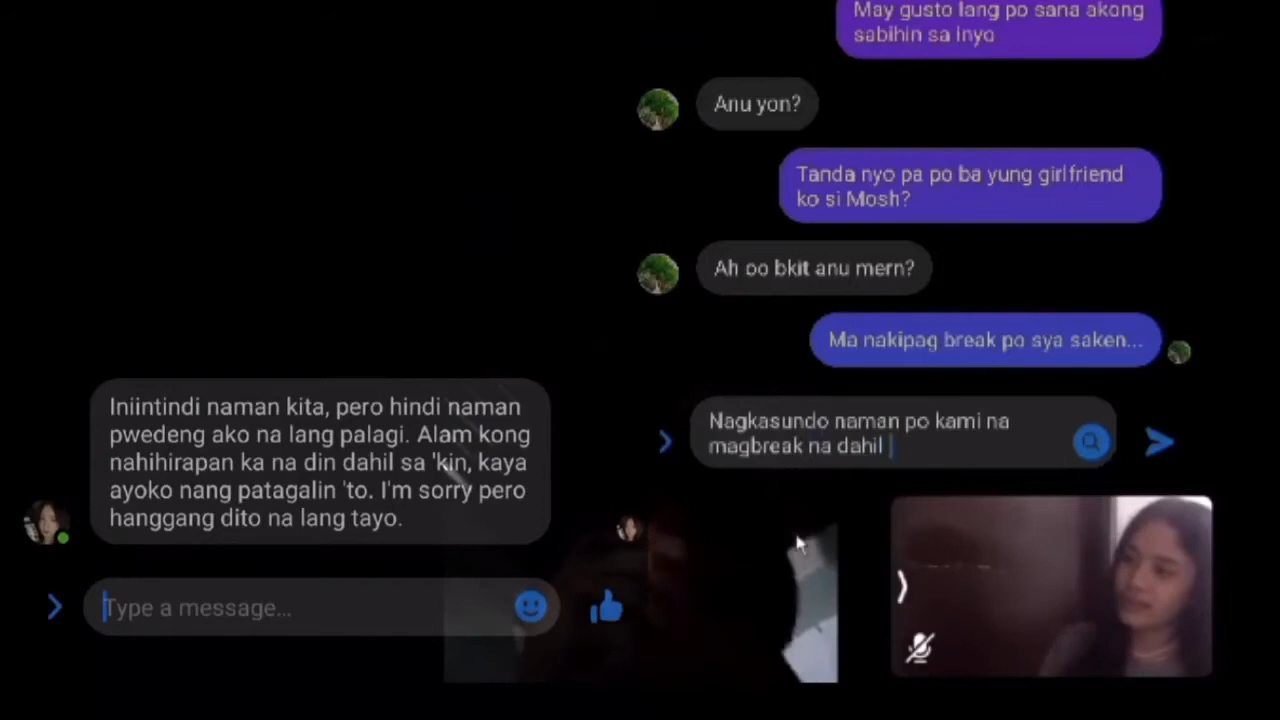 May gusto lang po sana akong
sabihin sa inyo
Anu yon?
Tanda nyo pa po ba yung girlfriend
ko si Mosh?
Ah oo bkit anu mern?
Ma nakipag break po sya saken...
Nagkasundo naman po kami na
magbreak na dahil
Iniintindi naman kita, pero hindi naman
pwedeng ako na lang palagi. Alam kong
nahihirapan ka na din dahil sa 'kin, kaya
ayoko nang patagalin 'to. I'm sorry pero
hanggang dito na lang tayo.
Type a message...